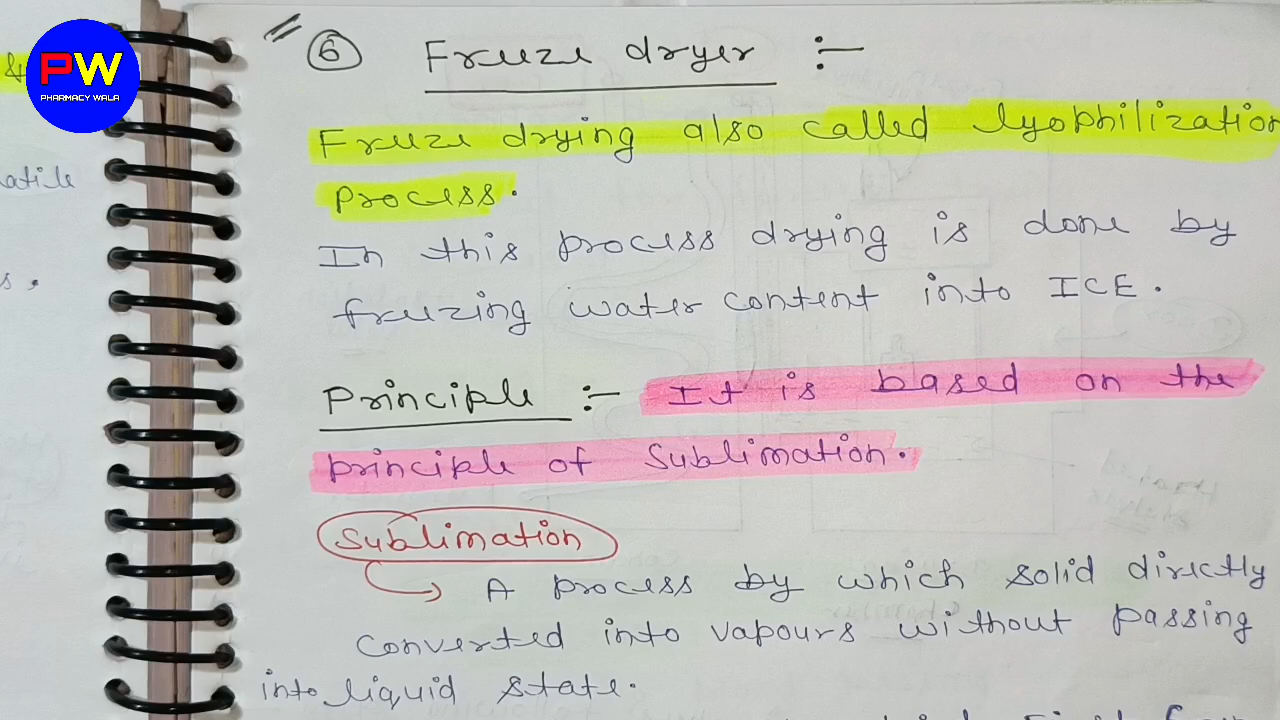 PW
PHARMACY WALA
&
atile
s,
6 Freeze dryer :-
Freeze drying also called lyophilization
process.
In this process drying is done by
freezing water content into ICE.
Principle :- It is based on the
principle of Sublimation.
Sublimation
→ A process by which solid directly
converted into vapours without passing
into liquid state.